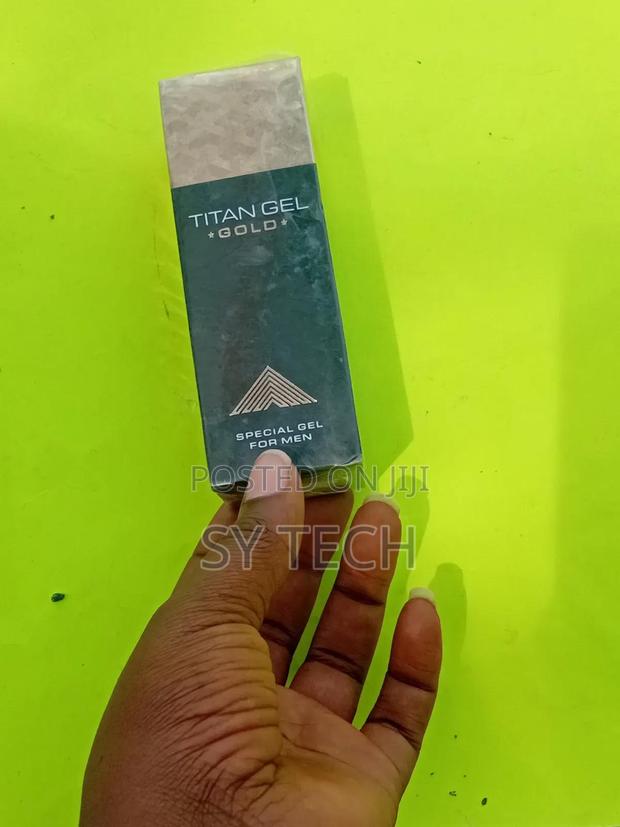 TITAN GEL
*GOLD*
SPECIAL GEL
FOR MEN
POSTED ON JIJI
SY TECH